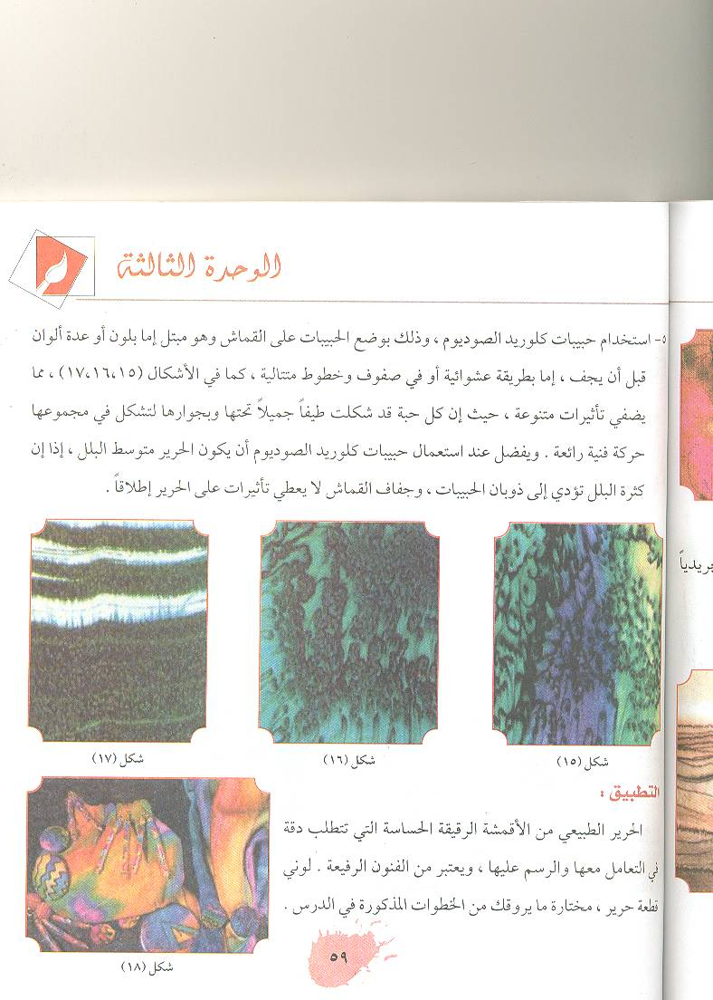 الوحدة الثالثة
٥- استخدام حبيبات كلوريد الصوديوم ، وذلك بوضع الحبيبات على القماش وهو مبتل إما بلون أو عدة ألوان
قبل أن يجف ، إما بطريقة عشوائية أو في صفوف وخطوط متتالية ، كما في الأشكال (١٧،١٦،١٥) ، مما
يضفي تأثيرات متنوعة ، حيث إن كل حبة قد شكلت طيفاً جميلاً تحتها وبجوارها لتشكل في مجموعها
حركة فنية رائعة . ويفضل عند استعمال حبيبات كلوريد الصوديوم أن يكون الحرير متوسط البلل ، إذا إن
كثرة البلل تؤدي إلى ذوبان الحبيبات ، وجفاف القماش لا يعطي تأثيرات على الحرير إطلاقاً .
شكل (١٥)
شكل (١٦)
شكل (١٧)
التطبيق :
الحرير الطبيعي من الأقمشة الرقيقة الحساسة التي تتطلب دقة
في التعامل معها والرسم عليها ، ويعتبر من الفنون الرفيعة . لوني
قطعة حرير ، مختارة ما يروقك من الخطوات المذكورة في الدرس .
شكل (١٨)
٥٩